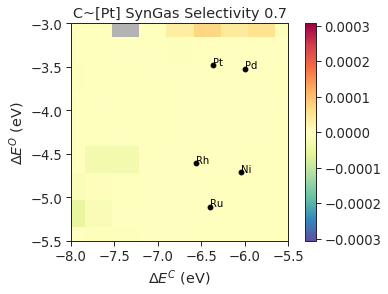 C~[Pt] SynGas Selectivity 0.7
−3.0
−3.5
−4.0
−4.5
−5.0
−5.5
ΔE^O (eV)
Pt
Pd
Rh
Ni
Ru
−8.0 −7.5 −7.0 −6.5 −6.0 −5.5
ΔE^C (eV)
0.0003
0.0002
0.0001
0.0000
−0.0001
−0.0002
−0.0003